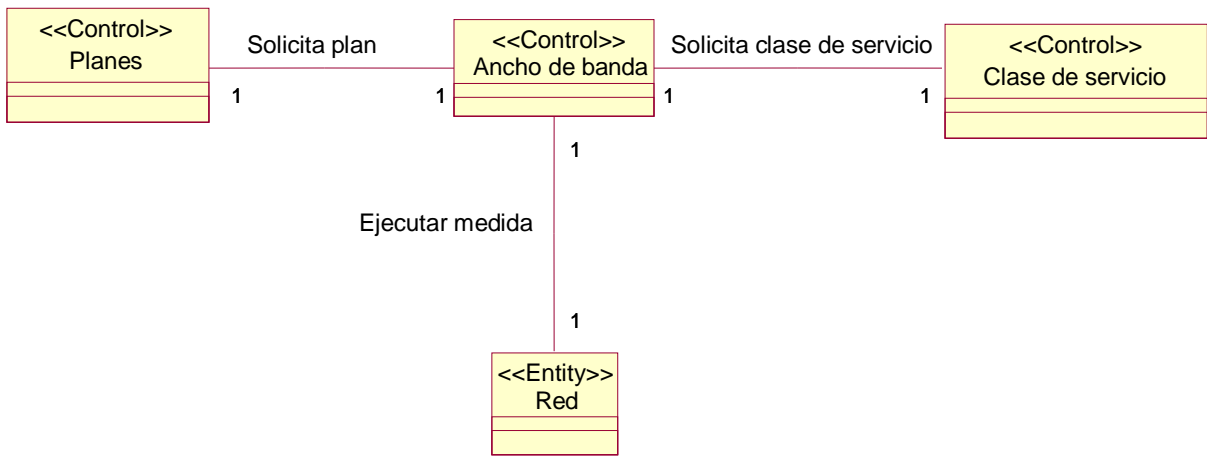 <<Control>>
Planes
Solicita plan
<<Control>>
Ancho de banda
Solicita clase de servicio
<<Control>>
Clase de servicio
1
1
1
1
1
Ejecutar medida
1
<<Entity>>
Red